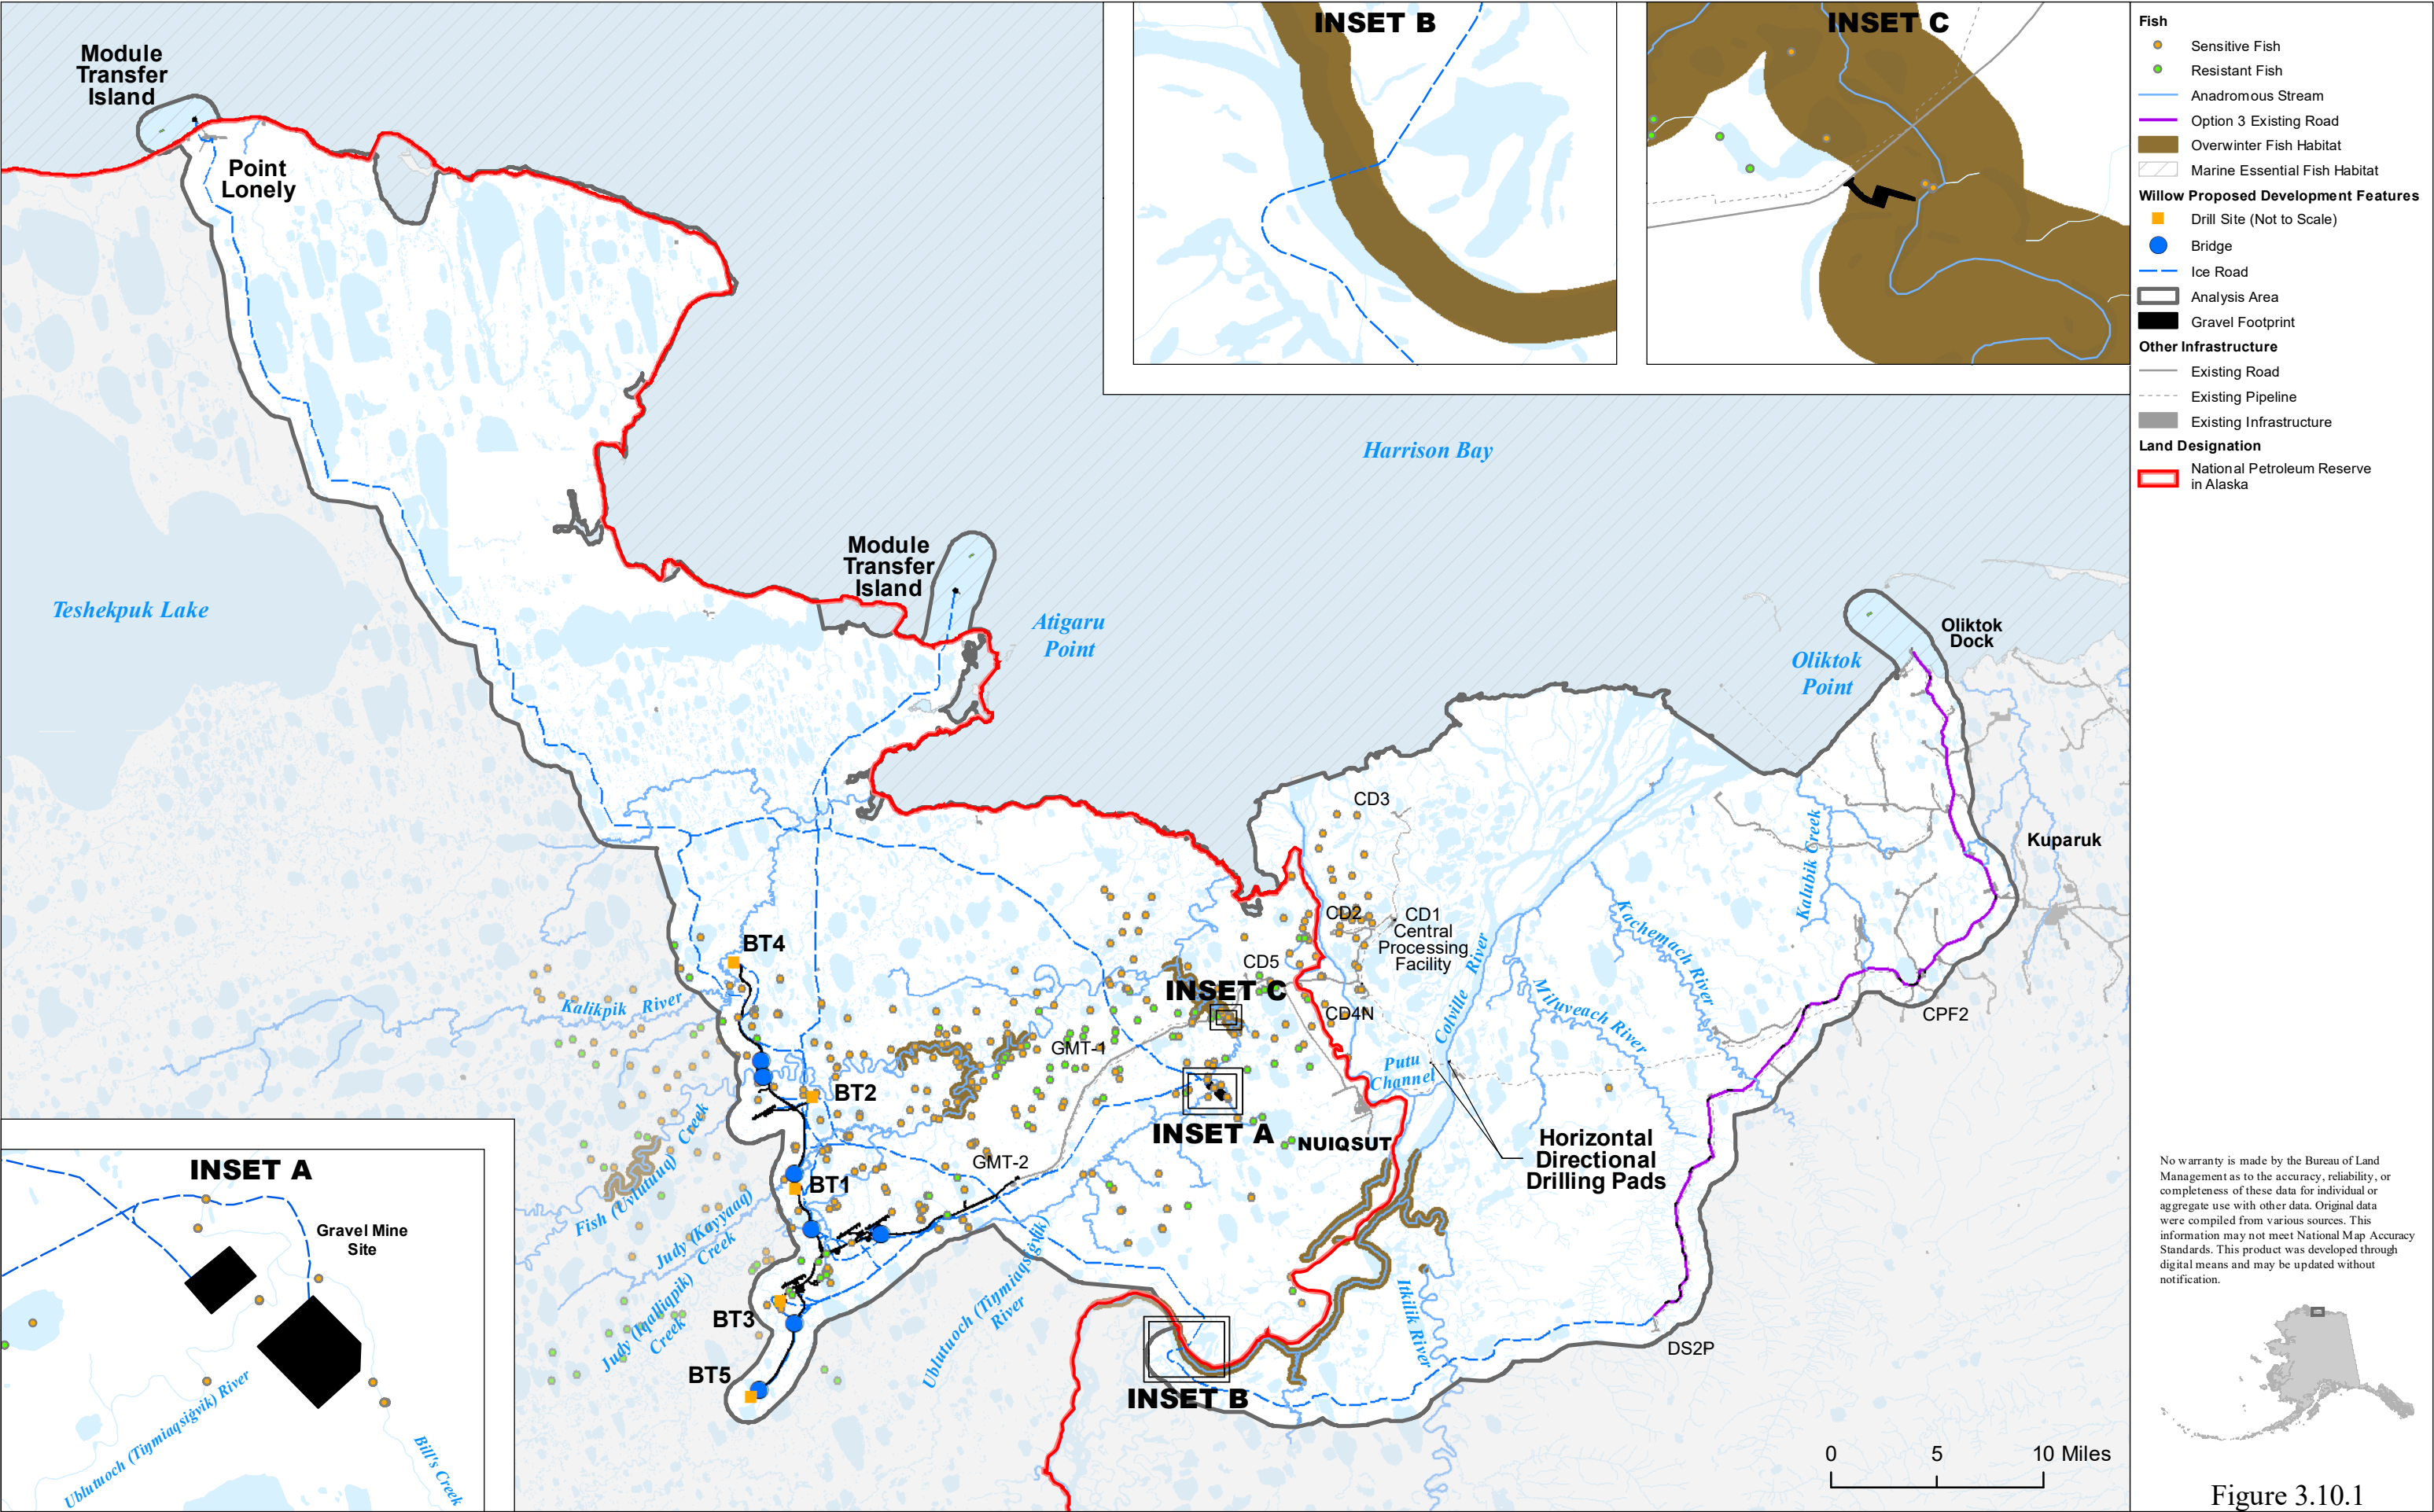 Module
Transfer
Island
Point
Lonely
Teshekpuk Lake
Module
Transfer
Island
Atigaru
Point
Harrison Bay
INSET B
INSET C
Oliktok
Dock
Oliktok
Point
Kuparuk
Kalubik Creek
Kachemach River
Miluveach River
CPF2
DS2P
CD3
CD2
CD1
Central
Processing
Facility
CD5
CD4N
Colville River
Putu
Channel
INSET C
GMT-1
INSET A
NUIQSUT
Horizontal
Directional
Drilling Pads
GMT-2
BT4
Kalikpik River
BT2
BT1
BT3
BT5
Fish (Uvlutuuq) Creek
Judy (Kayyaaq)
Creek
Judy (Iqalliqpik)
Creek
Ublutuoch (Tiŋmiaqsiġvik)
River
Itkilik River
INSET B
INSET A
Gravel Mine
Site
Ublutuoch (Tiŋmiaqsiġvik) River
Bill's Creek
0 5 10 Miles
Fish
Sensitive Fish
Resistant Fish
Anadromous Stream
Option 3 Existing Road
Overwinter Fish Habitat
Marine Essential Fish Habitat
Willow Proposed Development Features
Drill Site (Not to Scale)
Bridge
Ice Road
Analysis Area
Gravel Footprint
Other Infrastructure
Existing Road
Existing Pipeline
Existing Infrastructure
Land Designation
National Petroleum Reserve
in Alaska
No warranty is made by the Bureau of Land
Management as to the accuracy, reliability, or
completeness of these data for individual or
aggregate use with other data. Original data
were compiled from various sources. This
information may not meet National Map Accuracy
Standards. This product was developed through
digital means and may be updated without
notification.
Figure 3.10.1